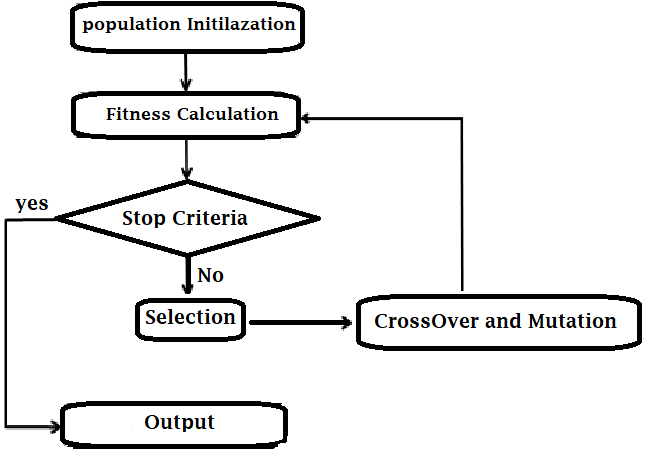 population Initilazation
Fitness Calculation
yes
Stop Criteria
No
Selection
CrossOver and Mutation
Output